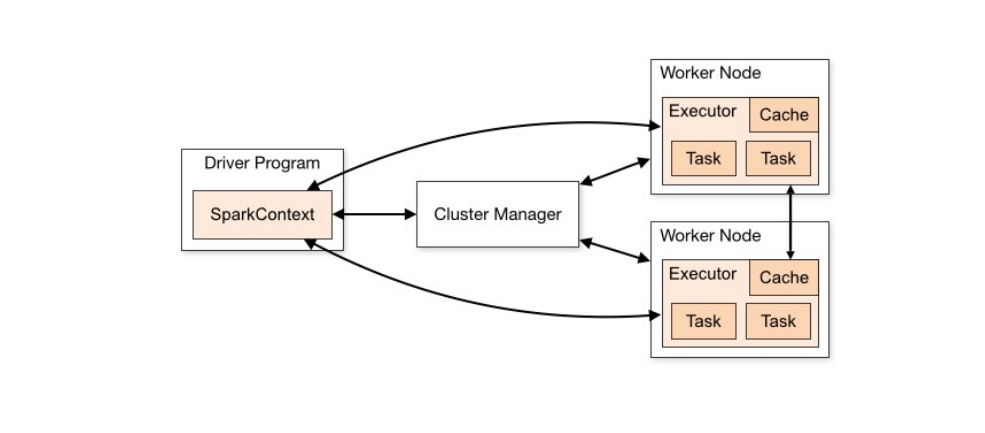 Driver Program
SparkContext
Cluster Manager
Worker Node
Executor
Cache
Task
Task
Worker Node
Executor
Cache
Task
Task